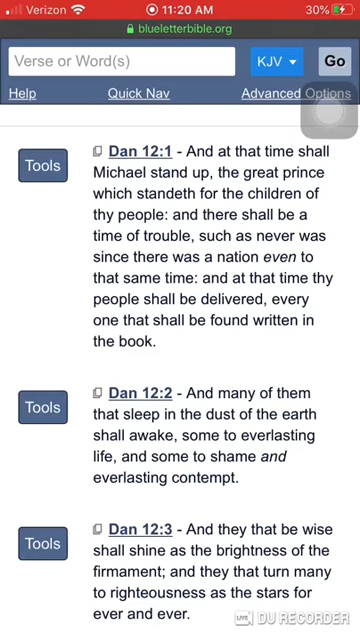 Verizon 11:20 AM 30%
blueletterbible.org
Verse or Word(s) KJV Go
Help Quick Nav Advanced Options
Tools
Dan 12:1 - And at that time shall
Michael stand up, the great prince
which standeth for the children of
thy people: and there shall be a
time of trouble, such as never was
since there was a nation even to
that same time: and at that time thy
people shall be delivered, every
one that shall be found written in
the book.
Tools
Dan 12:2 - And many of them
that sleep in the dust of the earth
shall awake, some to everlasting
life, and some to shame and
everlasting contempt.
Tools
Dan 12:3 - And they that be wise
shall shine as the brightness of the
firmament; and they that turn many
to righteousness as the stars for
ever and ever.
LIVE DU RECORDER